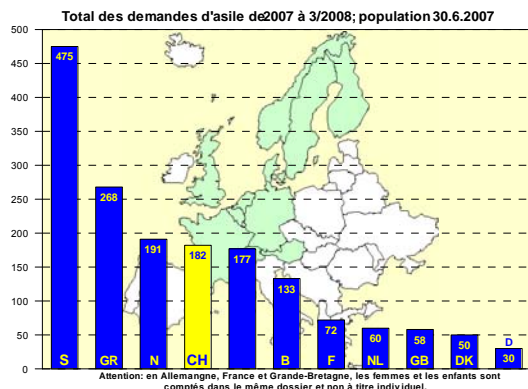 Total des demandes d'asile de2007 à 3/2008; population 30.6.2007
500
450
400
350
300
250
200
150
100
50
0
475
268
191
182
177
133
72
60
58
50
D
30
S
GR
N
CH
B
F
NL
GB
DK
Attention: en Allemangne, France et Grande-Bretagne, les femmes et les enfants sont
comptés dans le même dossier et non à titre individuel.